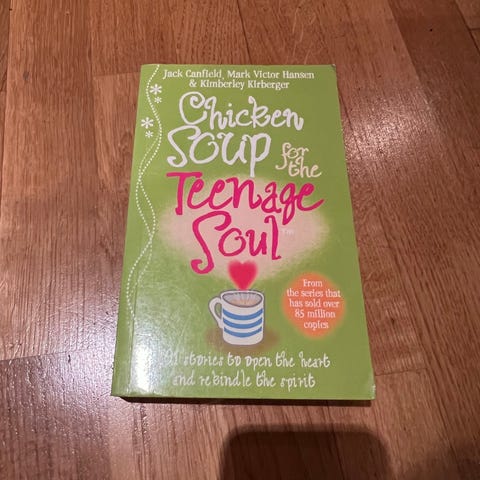 Jack Canfield, Mark Victor Hansen
& Kimberley Kirberger
Chicken
Soup for
the
Teenage
Soul™
From
the series that
has sold over
85 million
copies
stories to open the heart
and rekindle the spirit